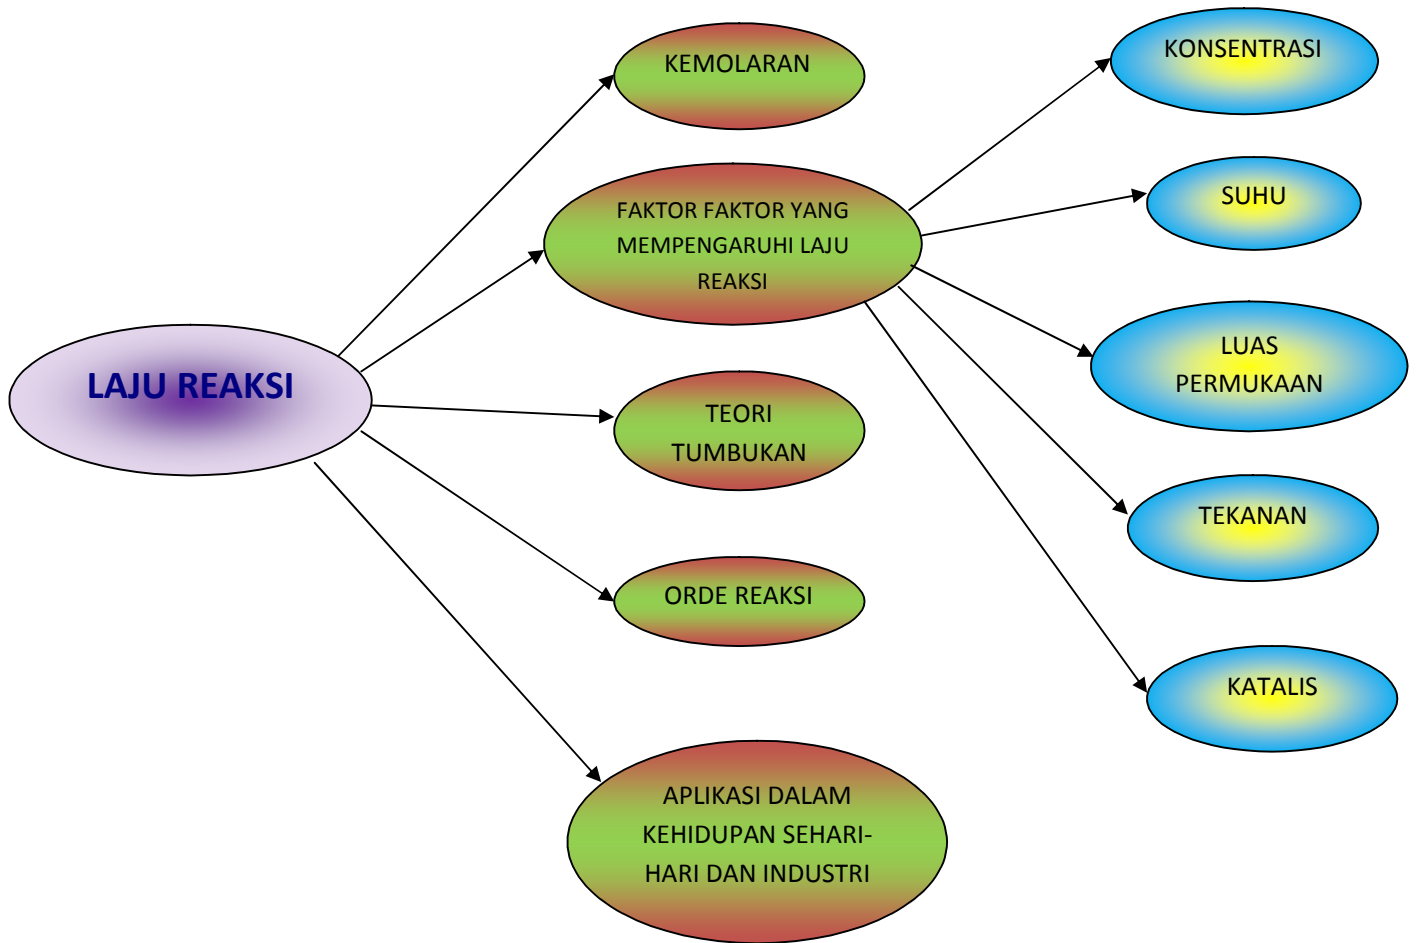 LAJU REAKSI
KEMOLARAN
FAKTOR FAKTOR YANG
MEMPENGARUHI LAJU
REAKSI
TEORI
TUMBUKAN
ORDE REAKSI
APLIKASI DALAM
KEHIDUPAN SEHARI-
HARI DAN INDUSTRI
KONSENTRASI
SUHU
LUAS
PERMUKAAN
TEKANAN
KATALIS